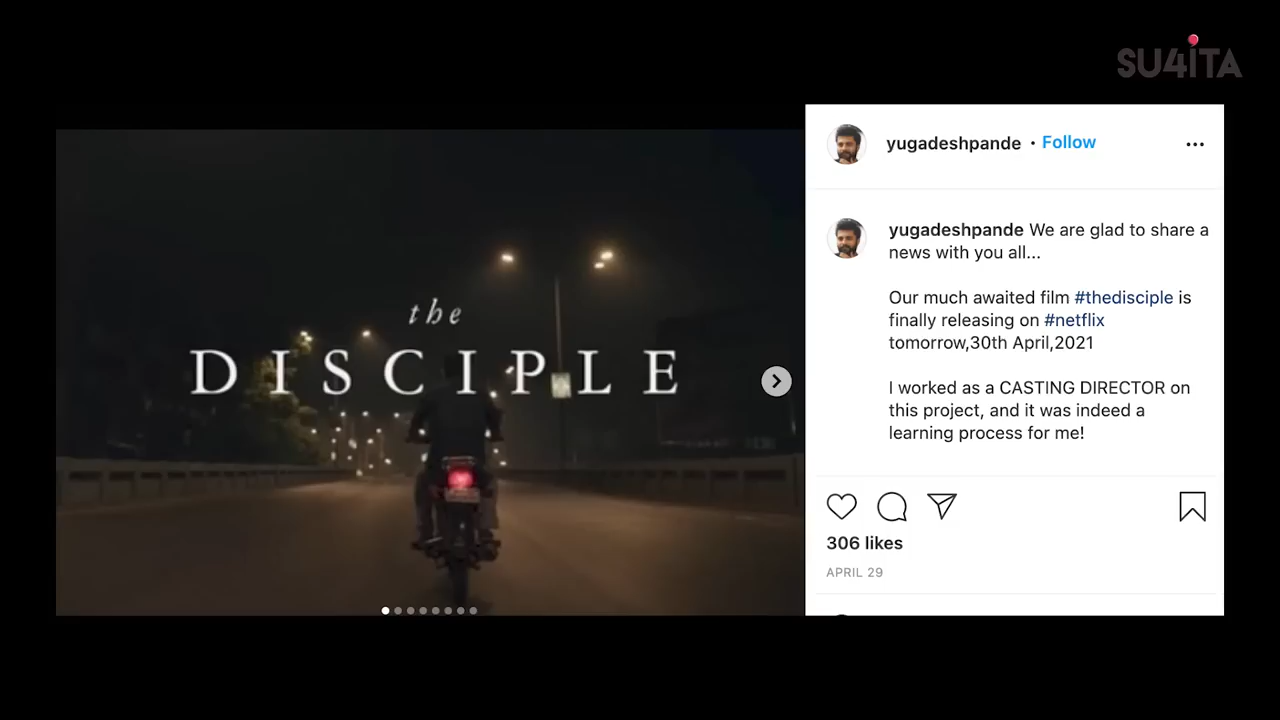 SU4iTA
the
DISCIPLE
yugadeshpande • Follow
yugadeshpande We are glad to share a
news with you all...
Our much awaited film #thedisciple is
finally releasing on #netflix
tomorrow,30th April,2021
I worked as a CASTING DIRECTOR on
this project, and it was indeed a
learning process for me!
306 likes
APRIL 29